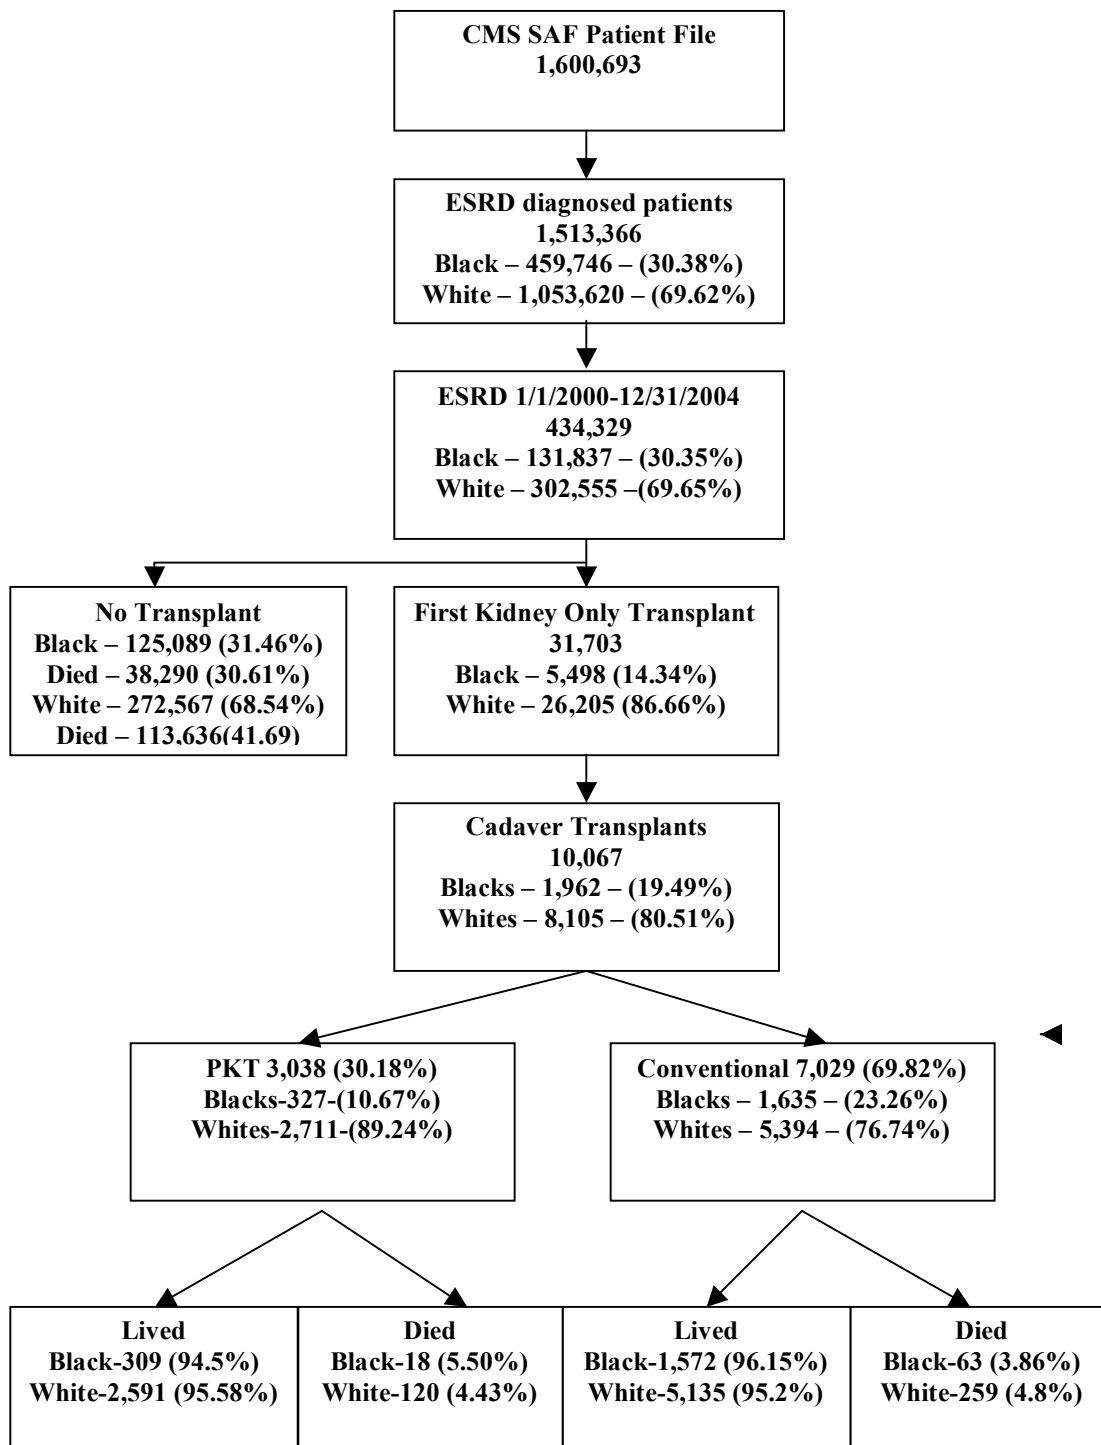 CMS SAF Patient File
1,600,693
ESRD diagnosed patients
1,513,366
Black – 459,746 – (30.38%)
White – 1,053,620 – (69.62%)
ESRD 1/1/2000-12/31/2004
434,329
Black – 131,837 – (30.35%)
White – 302,555 –(69.65%)
No Transplant
Black – 125,089 (31.46%)
Died – 38,290 (30.61%)
White – 272,567 (68.54%)
Died – 113,636(41.69)
First Kidney Only Transplant
31,703
Black – 5,498 (14.34%)
White – 26,205 (86.66%)
Cadaver Transplants
10,067
Blacks – 1,962 – (19.49%)
Whites – 8,105 – (80.51%)
PKT 3,038 (30.18%)
Blacks-327-(10.67%)
Whites-2,711-(89.24%)
Conventional 7,029 (69.82%)
Blacks – 1,635 – (23.26%)
Whites – 5,394 – (76.74%)
Lived
Black-309 (94.5%)
White-2,591 (95.58%)
Died
Black-18 (5.50%)
White-120 (4.43%)
Lived
Black-1,572 (96.15%)
White-5,135 (95.2%)
Died
Black-63 (3.86%)
White-259 (4.8%)